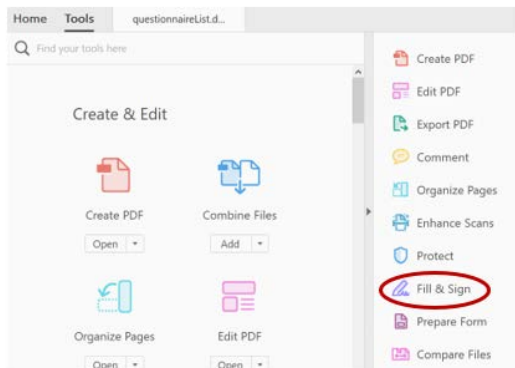 Home Tools questionnaireList.d...
Find your tools here
Create & Edit
Create PDF Combine Files
Open Add
Organize Pages Edit PDF
Open Open
Create PDF
Edit PDF
Export PDF
Comment
Organize Pages
Enhance Scans
Protect
Fill & Sign
Prepare Form
Compare Files